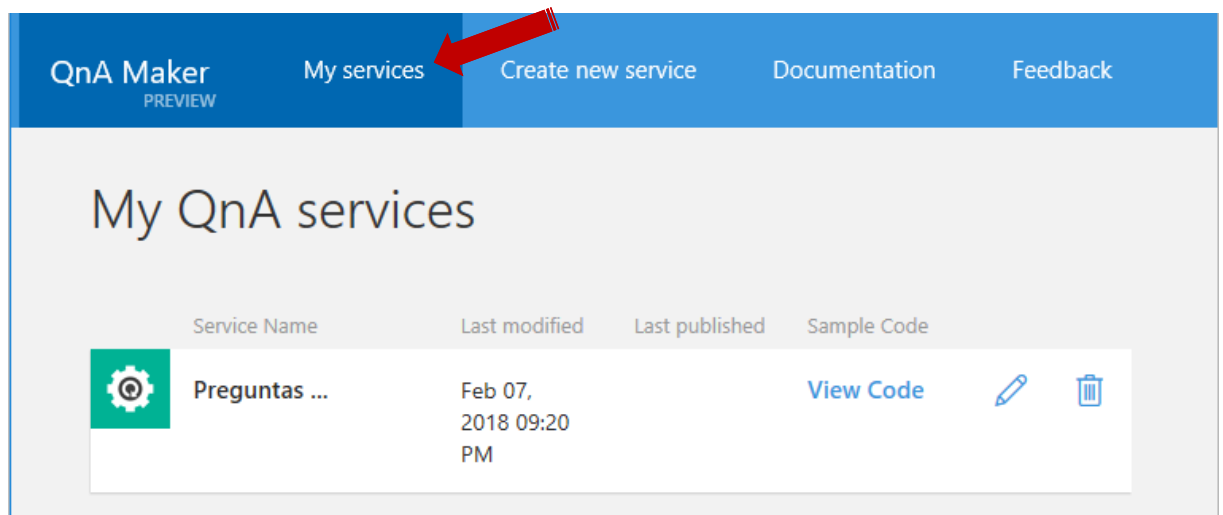 QnA Maker My services Create new service Documentation Feedback
PREVIEW
My QnA services
Service Name Last modified Last published Sample Code
Preguntas ... Feb 07, View Code
2018 09:20
PM